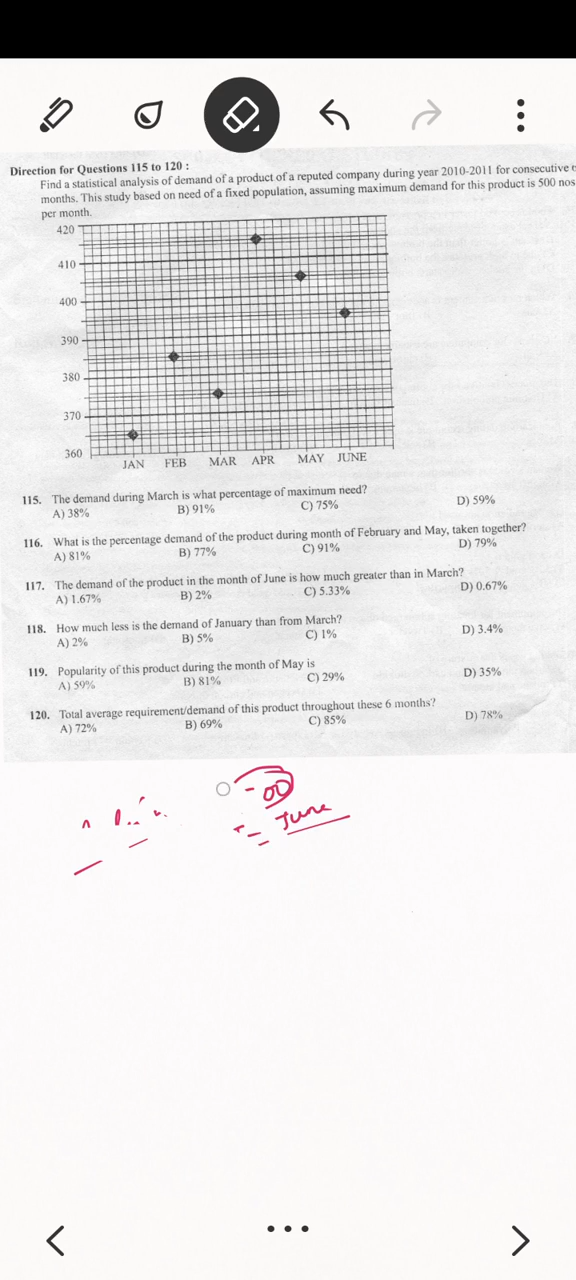 Direction for Questions 115 to 120 :
Find a statistical analysis of demand of a product of a reputed company during year 2010-2011 for consecutive
months. This study based on need of a fixed population, assuming maximum demand for this product is 500 nos
per month.
420
410
400
390
380
370
360
JAN FEB MAR APR MAY JUNE
115. The demand during March is what percentage of maximum need?
A) 38% B) 91% C) 75% D) 59%
116. What is the percentage demand of the product during month of February and May, taken together?
A) 81% B) 77% C) 91% D) 79%
117. The demand of the product in the month of June is how much greater than in March?
A) 1.67% B) 2% C) 5.33% D) 0.67%
118. How much less is the demand of January than from March?
A) 2% B) 5% C) 1% D) 3.4%
119. Popularity of this product during the month of May is
A) 59% B) 81% C) 29% D) 35%
120. Total average requirement/demand of this product throughout these 6 months?
A) 72% B) 69% C) 85% D) 78%
June